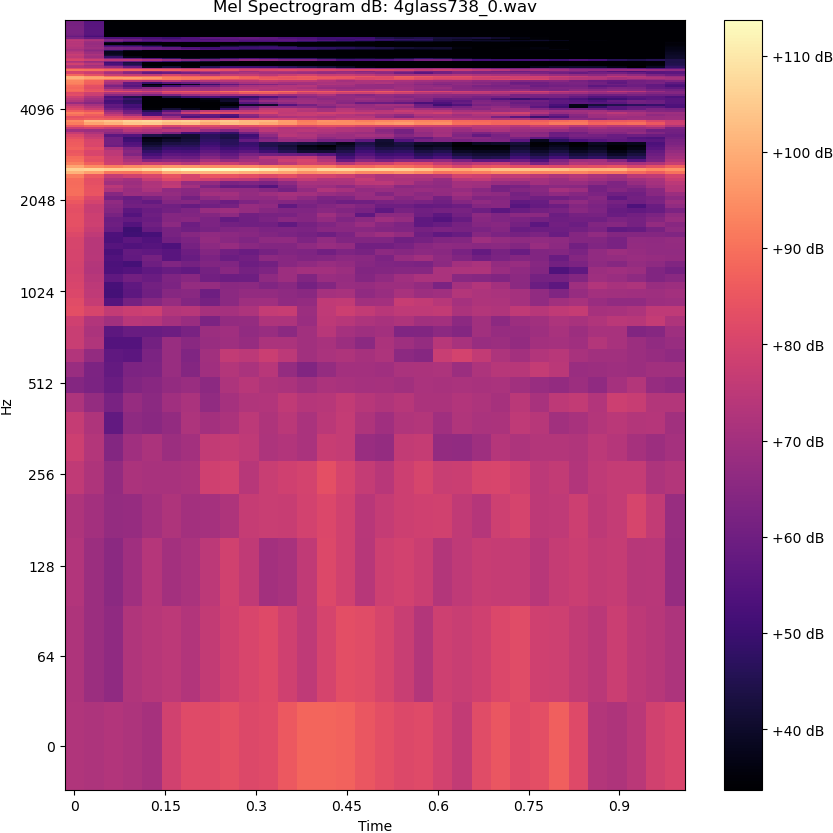 Mel Spectrogram dB: 4glass738_0.wav
+110 dB
4096
+100 dB
2048
+90 dB
1024
+80 dB
512
Hz
+70 dB
256
+60 dB
128
+50 dB
64
+40 dB
0
0 0.15 0.3 0.45 0.6 0.75 0.9
Time